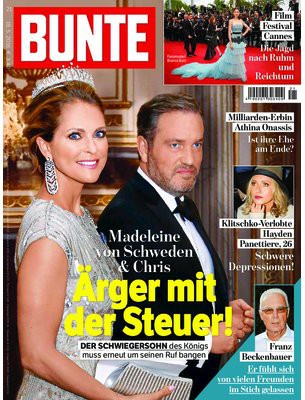 BUNTE
Film
Festival
Cannes
Die Jagd
nach Ruhm
und
Reichtum
Milliarden-Erbin
Athina Onassis
Ist ihre Ehe
am Ende?
Klitschko-Verlobte
Hayden
Panettiere, 26
Schwere
Depressionen!
Madeleine
von Schweden
& Chris
Ärger mit
der Steuer!
DER SCHWIEGERSOHN des Königs
muss erneut um seinen Ruf bangen
Franz
Beckenbauer
Er fühlt sich
von vielen Freunden
im Stich gelassen